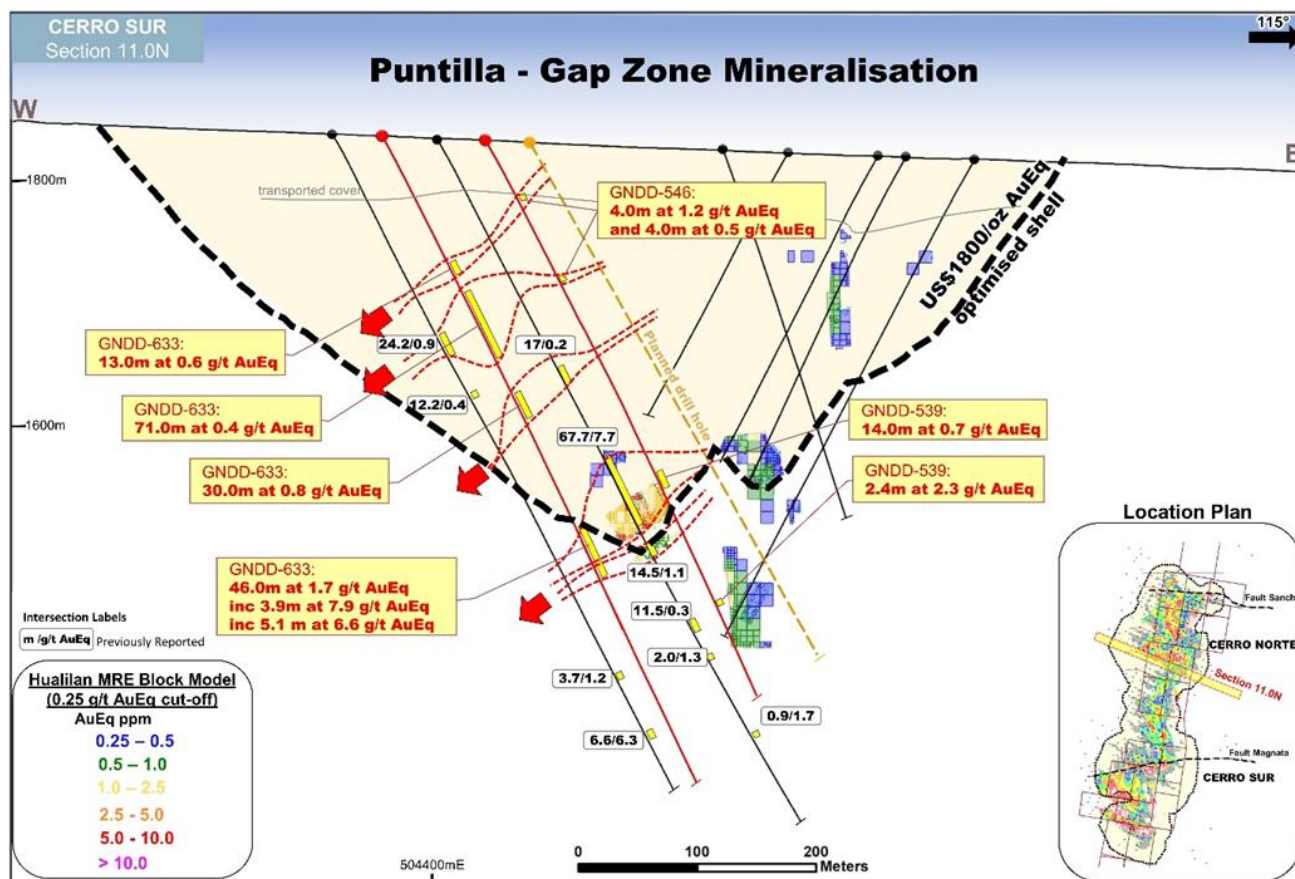 CERRO SUR
Section 11.0N
115°
Puntilla - Gap Zone Mineralisation
W
E
1800m
transported cover
GNDD-546:
4.0m at 1.2 g/t AuEq
and 4.0m at 0.5 g/t AuEq
US$1800/oz AuEq
optimised shell
24.2/0.9
17/0.2
Planned drill hole
GNDD-633:
13.0m at 0.6 g/t AuEq
12.2/0.4
GNDD-633:
71.0m at 0.4 g/t AuEq
1600m
67.7/7.7
GNDD-539:
14.0m at 0.7 g/t AuEq
GNDD-633:
30.0m at 0.8 g/t AuEq
GNDD-539:
2.4m at 2.3 g/t AuEq
GNDD-633:
46.0m at 1.7 g/t AuEq
inc 3.9m at 7.9 g/t AuEq
inc 5.1 m at 6.6 g/t AuEq
14.5/1.1
11.5/0.3
2.0/1.3
3.7/1.2
0.9/1.7
6.6/6.3
Intersection Labels
m /g/t AuEq Previously Reported
Hualilan MRE Block Model
(0.25 g/t AuEq cut-off)
AuEq ppm
0.25 – 0.5
0.5 – 1.0
1.0 – 2.5
2.5 - 5.0
5.0 - 10.0
> 10.0
504400mE
0 100 200
Meters
Location Plan
Fault Sanch
CERRO NORTE
Section 11.0N
Fault Magnata
CERRO SUR